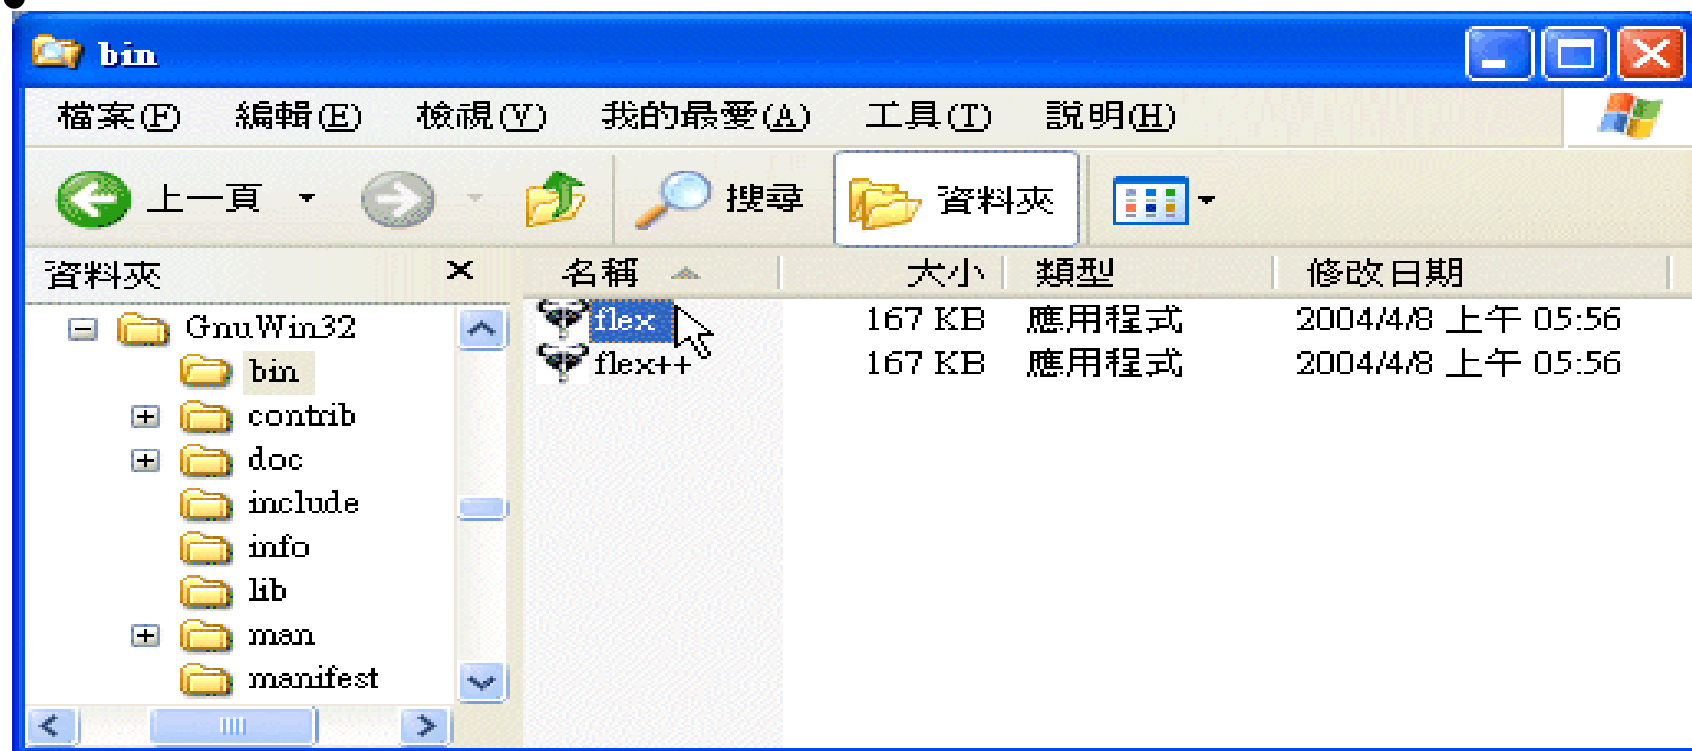 bin
檔案(F) 編輯(E) 檢視(V) 我的最愛(A) 工具(T) 說明(H)
上一頁 搜尋 資料夾
資料夾
名稱 大小 類型 修改日期
GnuWin32
bin
contrib
doc
include
info
lib
man
manifest
flex 167 KB 應用程式 2004/4/8 上午 05:56
flex++ 167 KB 應用程式 2004/4/8 上午 05:56